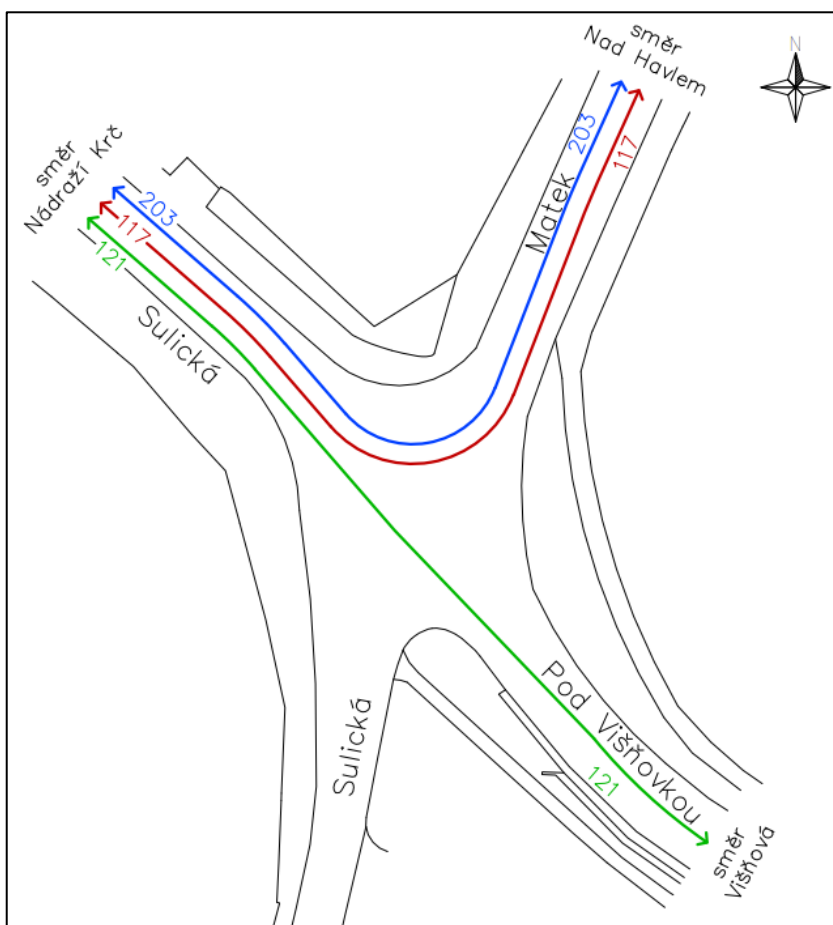 směr
Nad Havlem
N
směr
Nádraží Krč
203
117
121
203
117
Matek
Sulická
Sulická
Pod Višňovkou
121
směr
Višňová